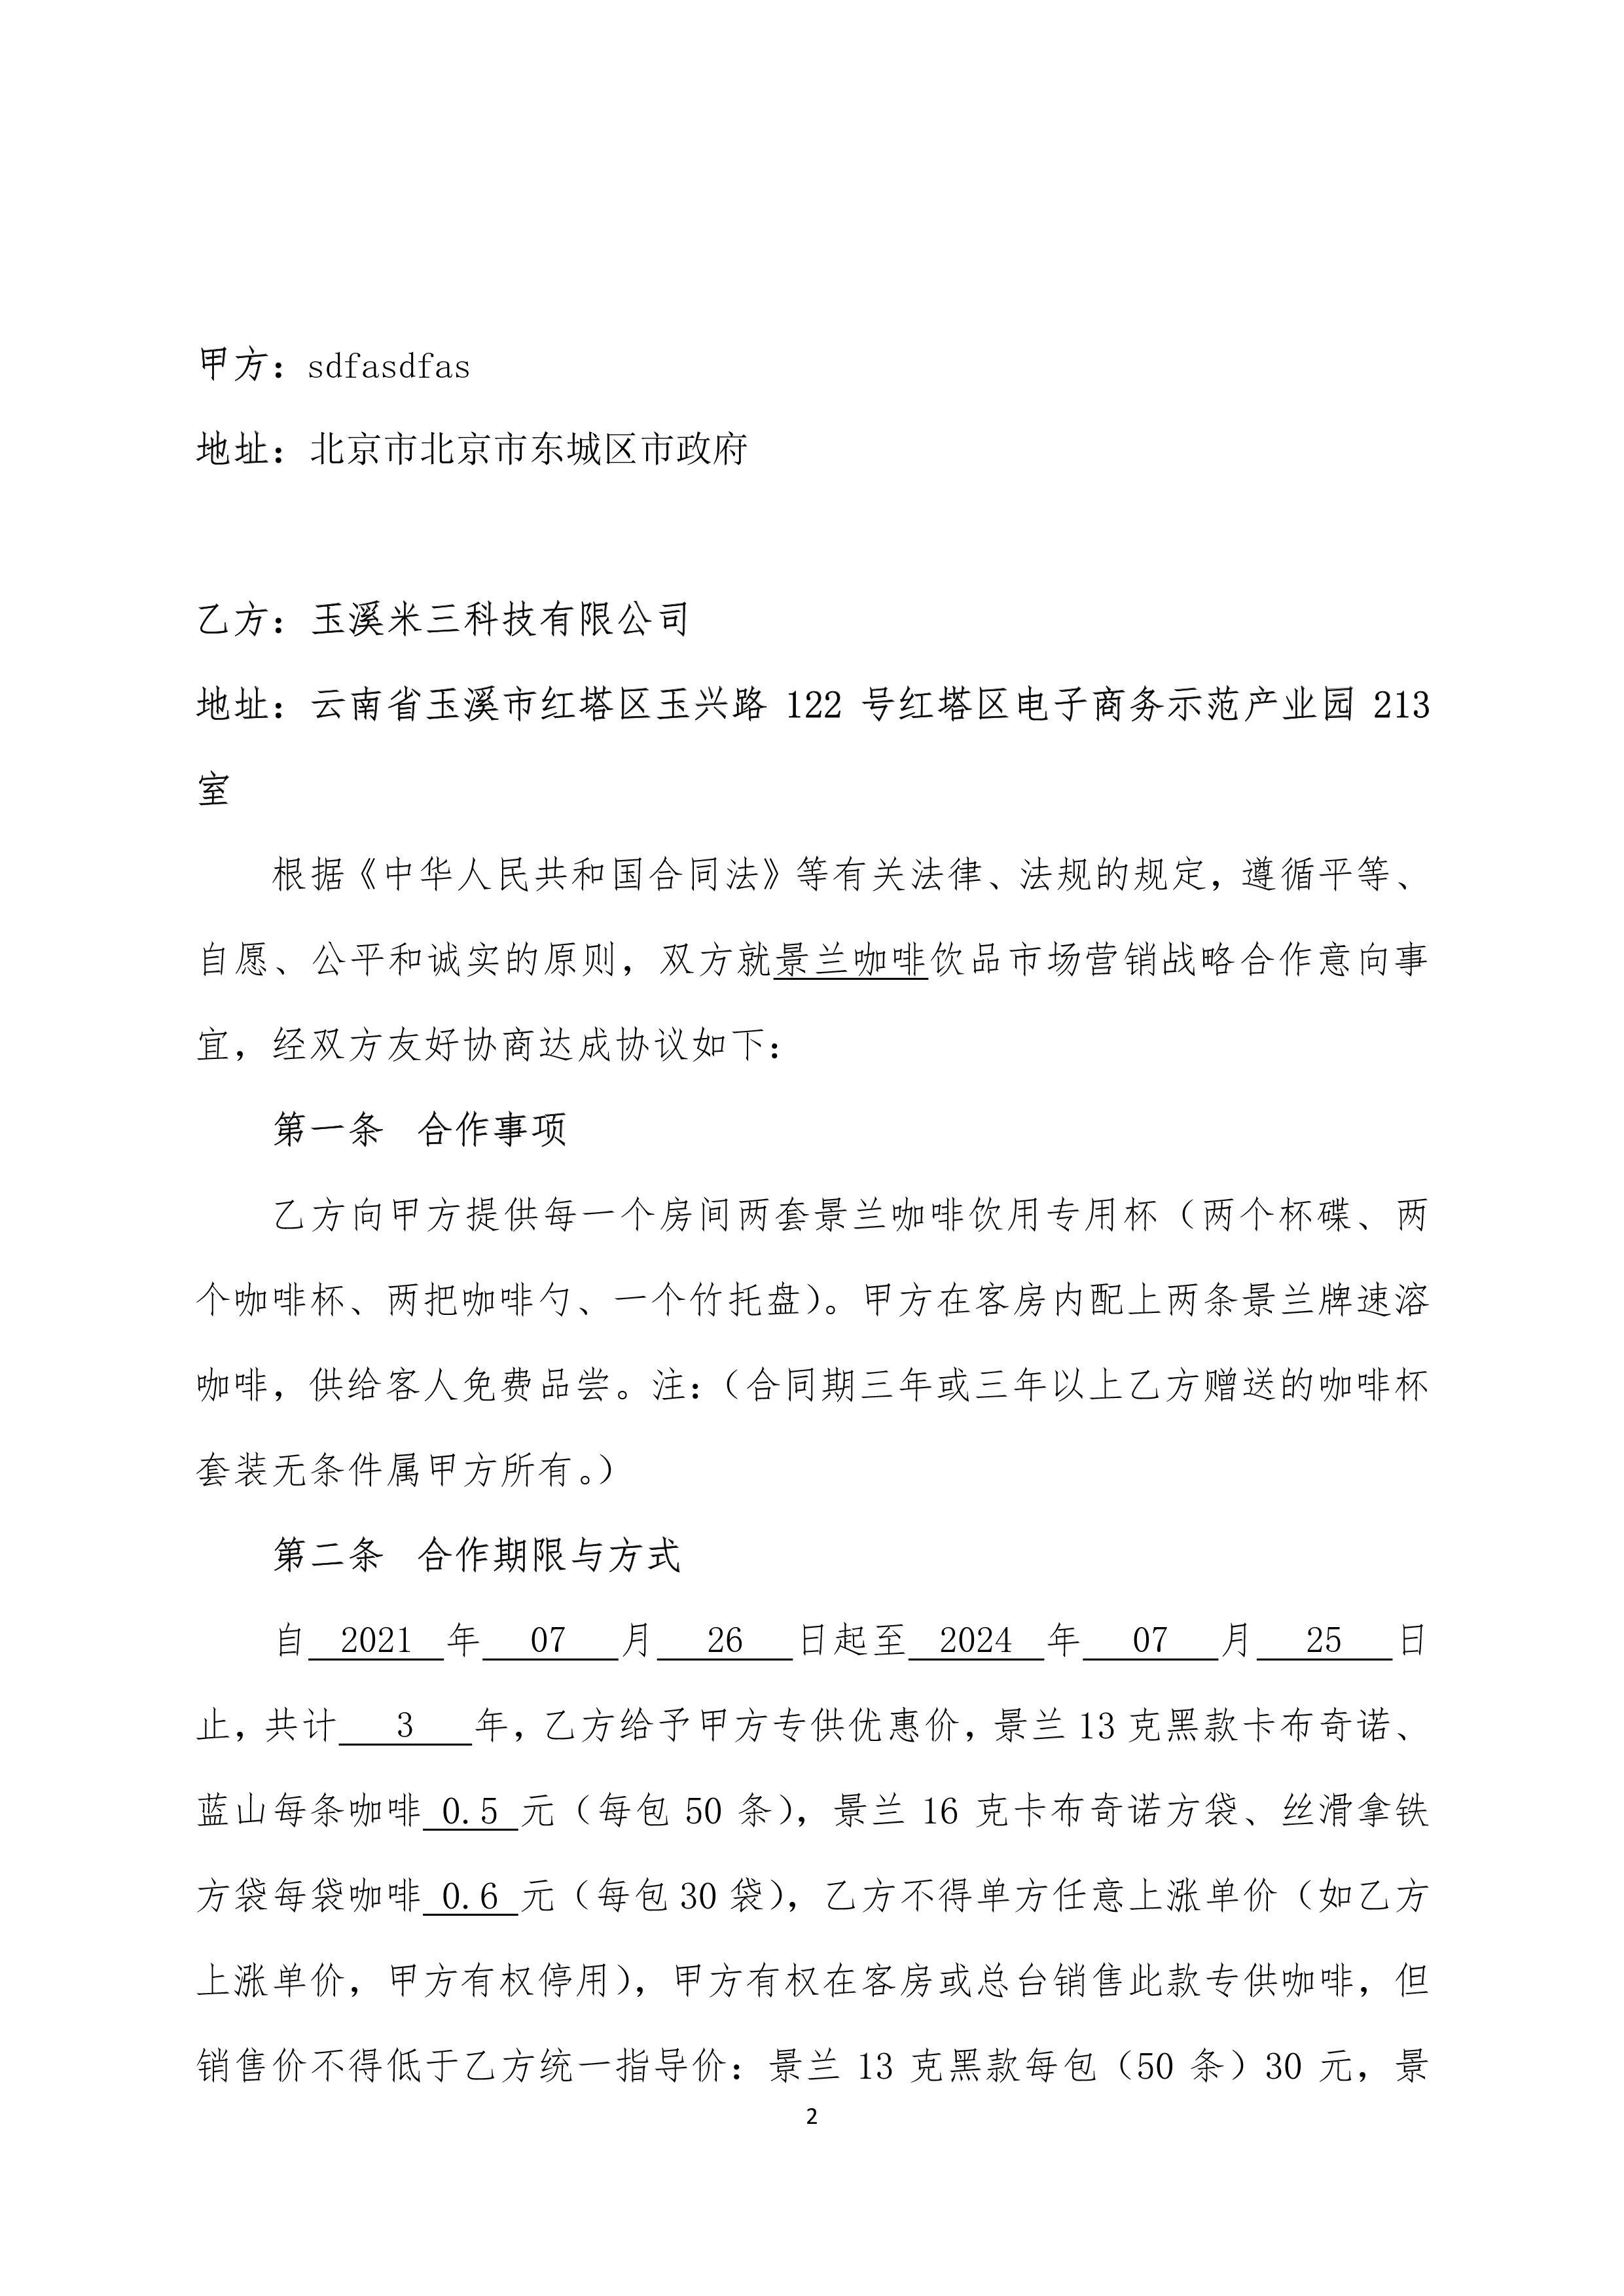 甲方：sdfasdfas
地址：北京市北京市东城区市政府
乙方：玉溪米三科技有限公司
地址：云南省玉溪市红塔区玉兴路 122 号红塔区电子商务示范产业园 213
室
根据《中华人民共和国合同法》等有关法律、法规的规定，遵循平等、
自愿、公平和诚实的原则，双方就景兰咖啡饮品市场营销战略合作意向事
宜，经双方友好协商达成协议如下：
第一条 合作事项
乙方向甲方提供每一个房间两套景兰咖啡饮用专用杯（两个杯碟、两
个咖啡杯、两把咖啡勺、一个竹托盘）。甲方在客房内配上两条景兰牌速溶
咖啡，供给客人免费品尝。注：（合同期三年或三年以上乙方赠送的咖啡杯
套装无条件属甲方所有。）
第二条 合作期限与方式
自 2021 年 07 月 26 日起至 2024 年 07 月 25 日
止，共计 3 年，乙方给予甲方专供优惠价，景兰 13 克黑款卡布奇诺、
蓝山每条咖啡 0.5 元（每包 50 条），景兰 16 克卡布奇诺方袋、丝滑拿铁
方袋每袋咖啡 0.6 元（每包 30 袋），乙方不得单方任意上涨单价（如乙方
上涨单价，甲方有权停用），甲方有权在客房或总台销售此款专供咖啡，但
销售价不得低于乙方统一指导价：景兰 13 克黑款每包（50 条）30 元，景
2